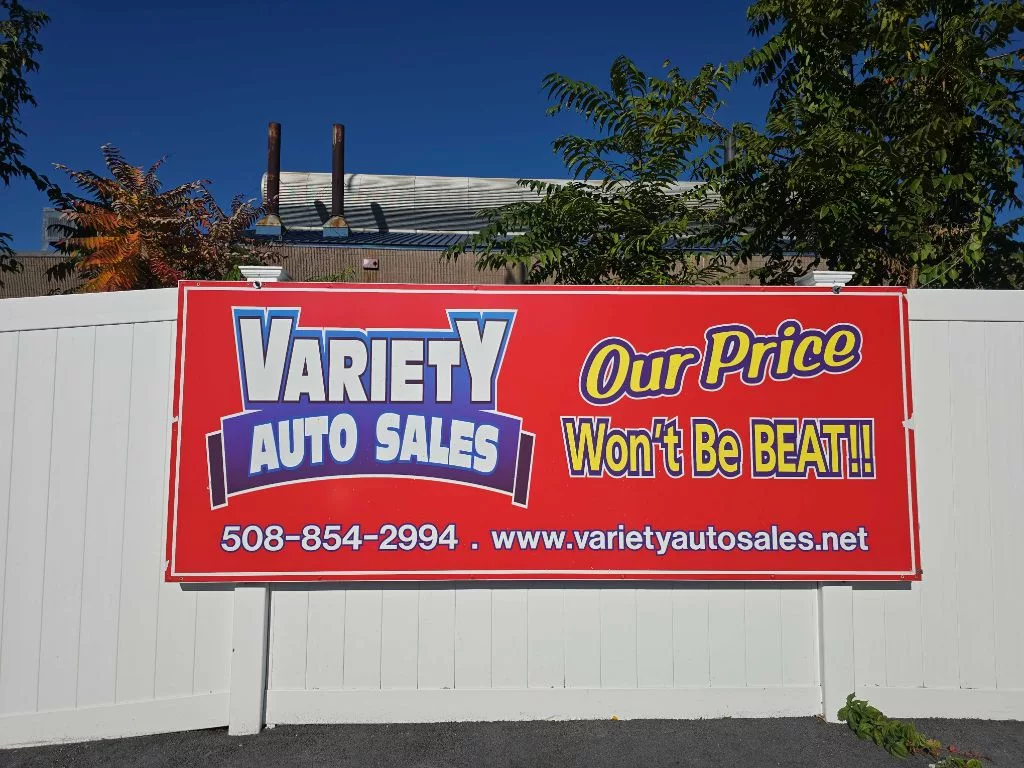 VARIETY
AUTO SALES
Our Price
Won't Be BEAT!!
508-854-2994 . www.varietyautosales.net